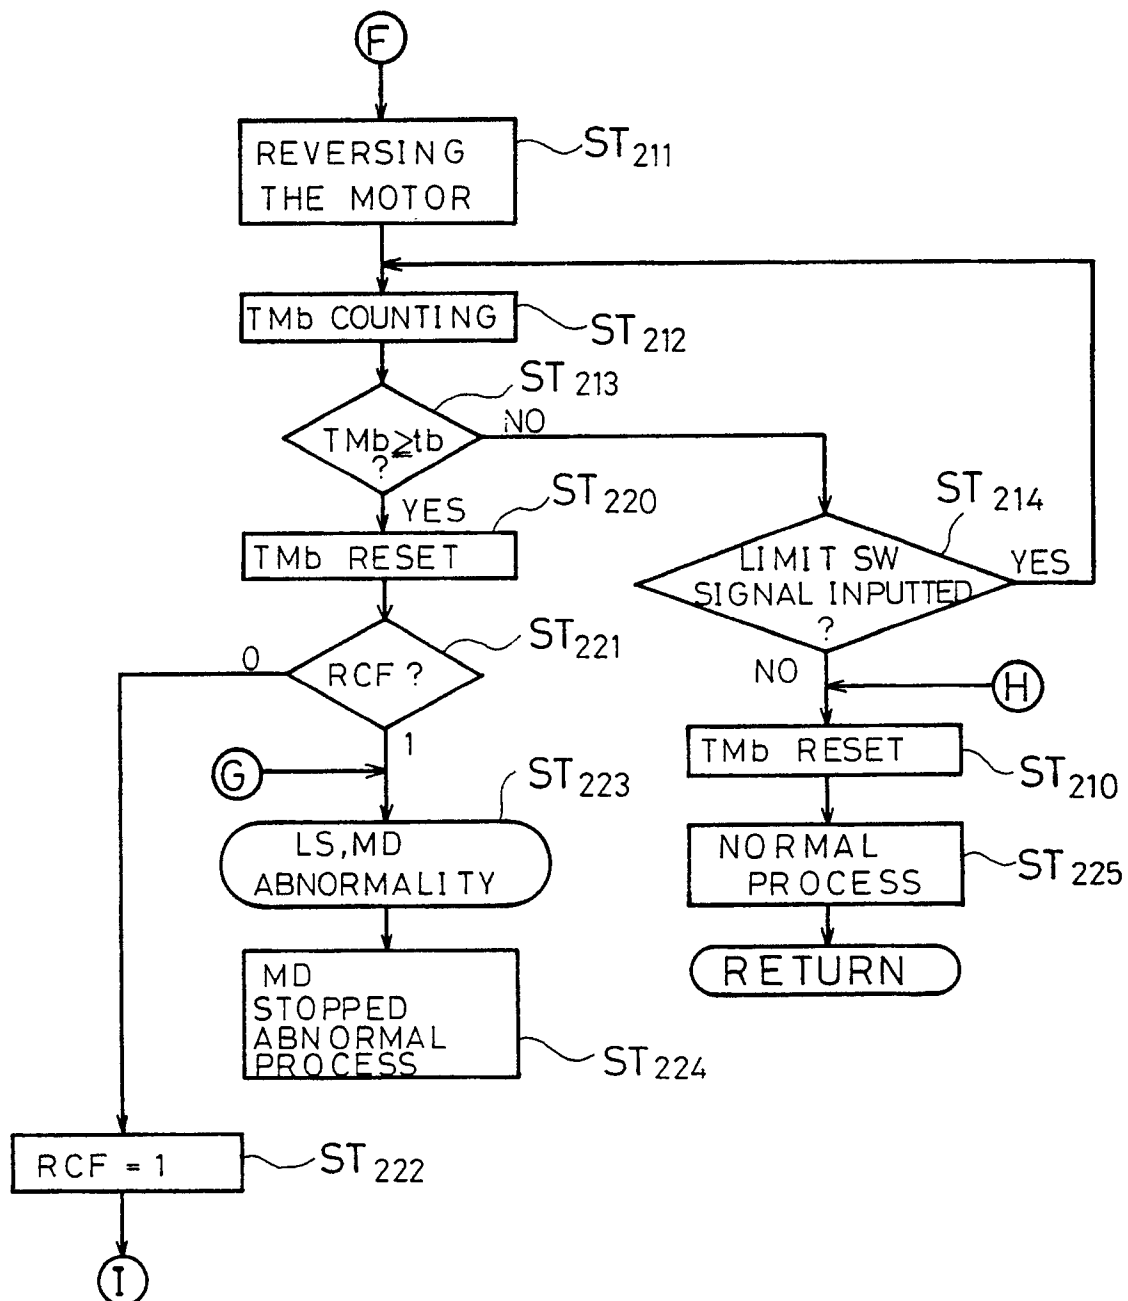 F
REVERSING
THE MOTOR
ST211
TMb COUNTING
ST212
ST213
TMb≧tb
?
NO
YES
ST220
TMb RESET
ST214
LIMIT SW
SIGNAL INPUTTED
?
YES
NO
H
ST221
RCF ?
0
1
G
TMb RESET
ST210
ST223
LS,MD
ABNORMALITY
NORMAL
PROCESS
ST225
RETURN
MD
STOPPED
ABNORMAL
PROCESS
ST224
RCF = 1
ST222
I